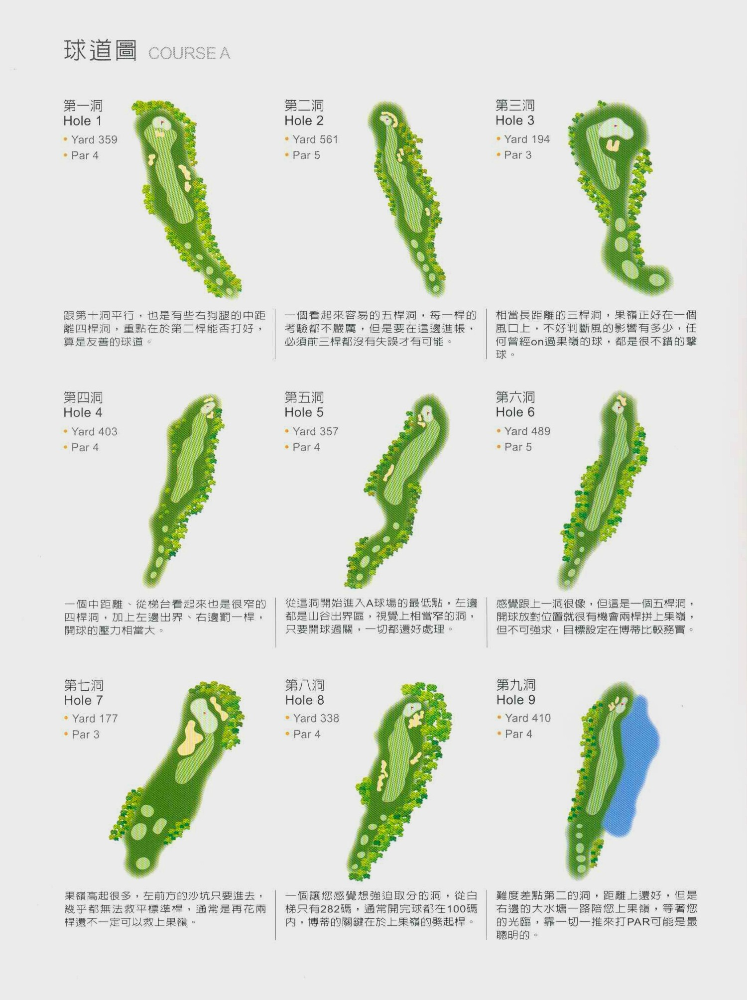 球道圖 COURSE A
第一洞
Hole 1
• Yard 359
• Par 4
跟第十洞平行，也是有些右狗腿的中距
離四桿洞，重點在於第二桿能否打好，
算是友善的球道。
第二洞
Hole 2
• Yard 561
• Par 5
一個看起來容易的五桿洞，每一桿的
考驗都不嚴厲，但是要在這邊進帳，
必須前三桿都沒有失誤才有可能。
第三洞
Hole 3
• Yard 194
• Par 3
相當長距離的三桿洞，果嶺正好在一個
風口上，不好判斷風的影響有多少，任
何曾經on過果嶺的球，都是很不錯的擊
球。
第四洞
Hole 4
• Yard 403
• Par 4
一個中距離、從梯台看起來也是很窄的
四桿洞，加上左邊出界、右邊罰一桿，
開球的壓力相當大。
第五洞
Hole 5
• Yard 357
• Par 4
從這洞開始進入A球場的最低點，左邊
都是山谷出界區，視覺上相當窄的洞，
只要開球過關，一切都還好處理。
第六洞
Hole 6
• Yard 489
• Par 5
感覺跟上一洞很像，但這是一個五桿洞，
開球放對位置就很有機會兩桿拼上果嶺，
但不可強求，目標設定在博蒂比較務實。
第七洞
Hole 7
• Yard 177
• Par 3
果嶺高起很多，左前方的沙坑只要進去，
幾乎都無法救平標準桿，通常是再花兩
桿還不一定可以救上果嶺。
第八洞
Hole 8
• Yard 338
• Par 4
一個讓您感覺想強迫取分的洞，從白
梯只有282碼，通常開完球都在100碼
內，博蒂的關鍵在於上果嶺的劈起桿。
第九洞
Hole 9
• Yard 410
• Par 4
難度差點第二的洞，距離上還好，但是
右邊的大水塘一路陪您上果嶺，等著您
的光臨，靠一切一推來打PAR可能是最
聰明的。